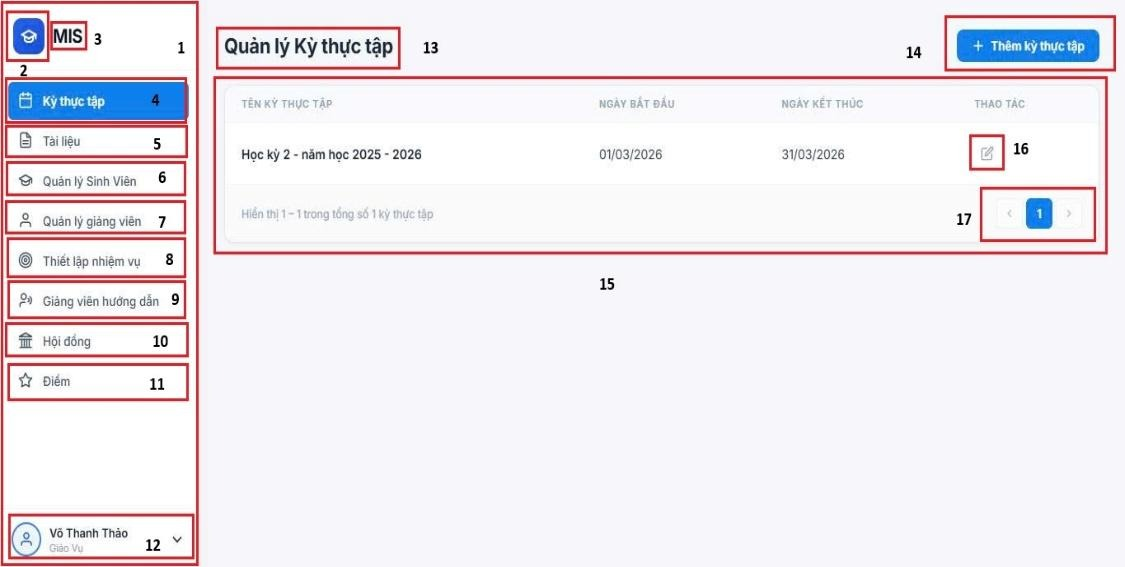 MIS
3
1
2
Kỳ thực tập 4
Tài liệu 5
Quản lý Sinh Viên 6
Quản lý giảng viên 7
Thiết lập nhiệm vụ 8
Giảng viên hướng dẫn 9
Hội đồng 10
Điểm 11
Võ Thanh Thảo
Giáo Vụ
12
Quản lý Kỳ thực tập 13
14 + Thêm kỳ thực tập
TÊN KỲ THỰC TẬP NGÀY BẮT ĐẦU NGÀY KẾT THÚC THAO TÁC
Học kỳ 2 - năm học 2025 - 2026 01/03/2026 31/03/2026 16
Hiển thị 1 – 1 trong tổng số 1 kỳ thực tập 17 < 1 >
15